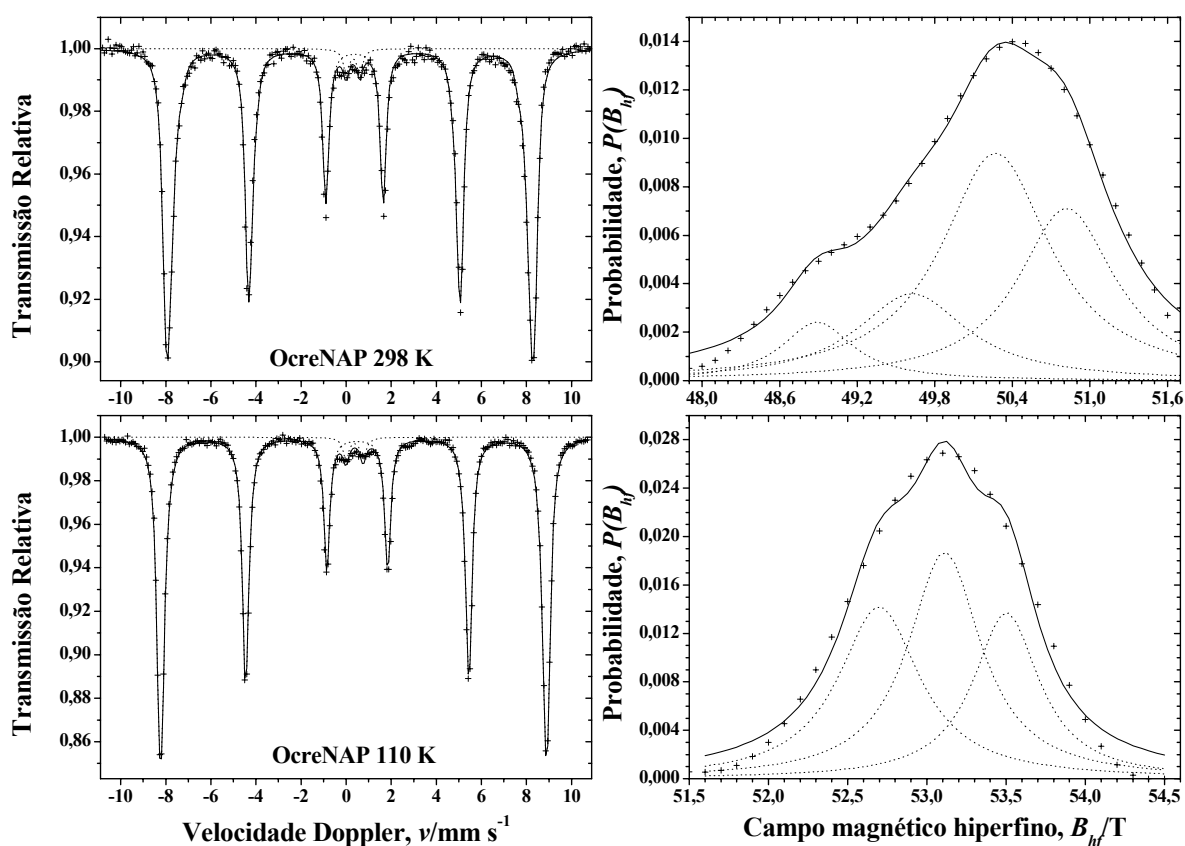 1,00
0,98
0,96
0,94
0,92
0,90
Transmissão Relativa
OcreNAP 298 K
-10 -8 -6 -4 -2 0 2 4 6 8 10
0,014
0,012
0,010
0,008
0,006
0,004
0,002
0,000
Probabilidade, P(B_hf)
48,0 48,6 49,2 49,8 50,4 51,0 51,6
1,00
0,98
0,96
0,94
0,92
0,90
0,88
0,86
Transmissão Relativa
OcreNAP 110 K
-10 -8 -6 -4 -2 0 2 4 6 8 10
Velocidade Doppler, v/mm s⁻¹
0,028
0,024
0,020
0,016
0,012
0,008
0,004
0,000
Probabilidade, P(B_hf)
51,5 52,0 52,5 53,0 53,5 54,0 54,5
Campo magnético hiperfino, B_hf/T